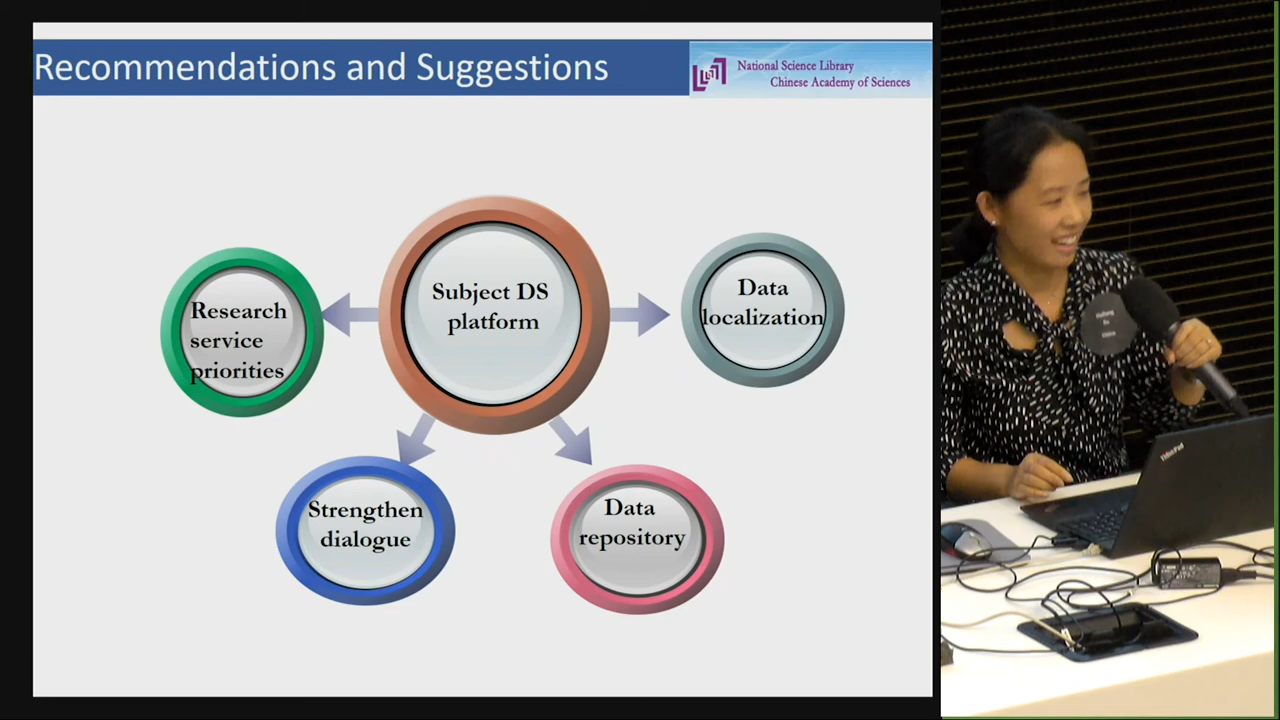 Recommendations and Suggestions
National Science Library
Chinese Academy of Sciences
Subject DS
platform
Research
service
priorities
Data
localization
Strengthen
dialogue
Data
repository
ThinkPad